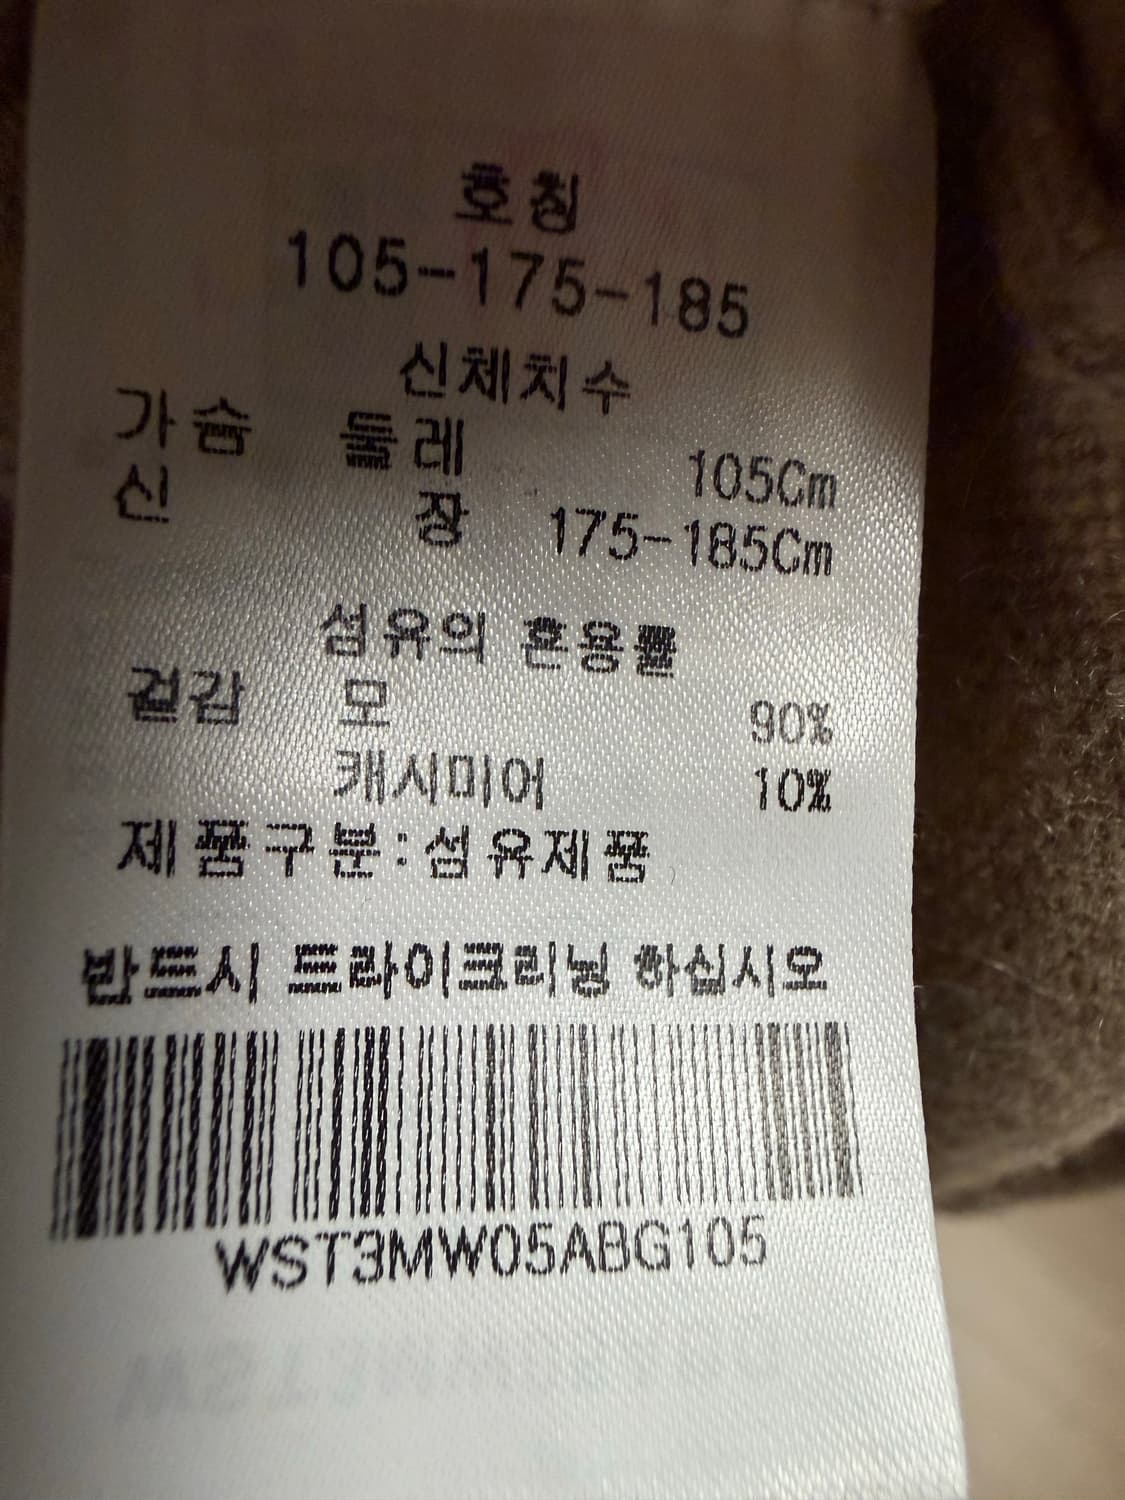 호칭
105-175-185
신체치수
가슴 둘레 105Cm
신 장 175-185Cm
섬유의 혼용률
겉감 모 90%
캐시미어 10%
제품구분:섬유제품
반드시 드라이크리닝 하십시오
WST3MW05ABG105